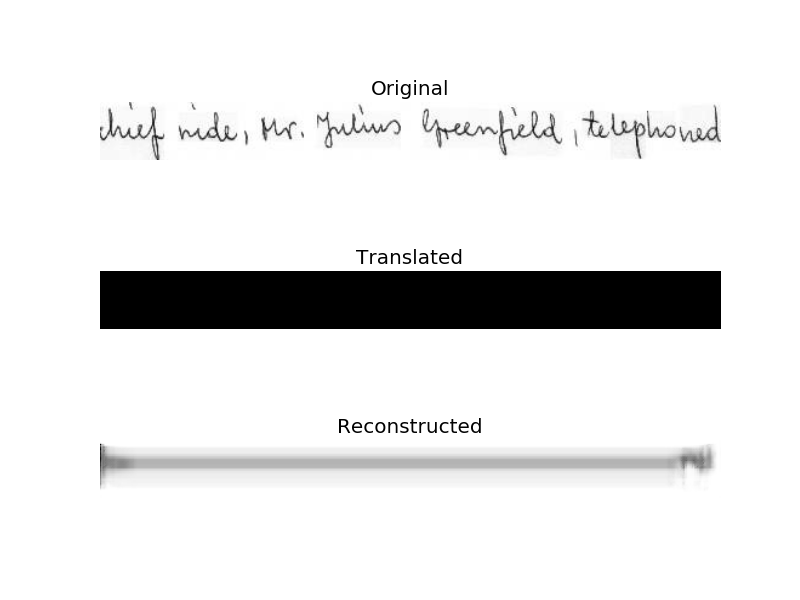 Original
chief aide, Mr. Julius Greenfield, telephoned
Translated
Reconstructed